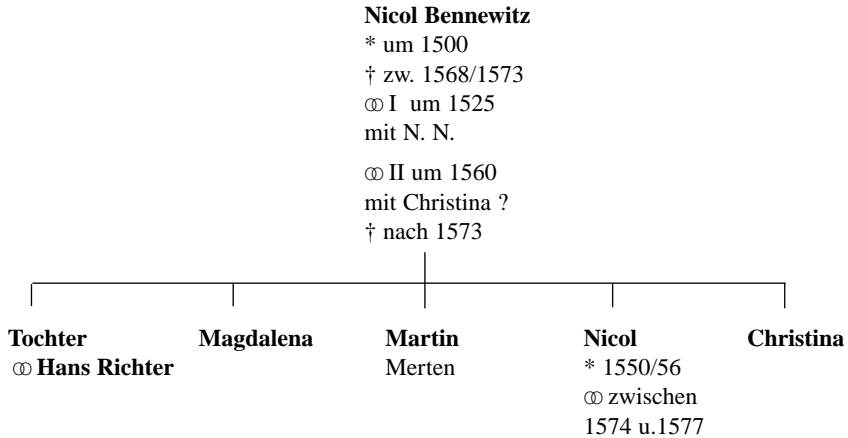 Nicol Bennewitz
* um 1500
† zw. 1568/1573
⚭ I um 1525
mit N. N.
⚭ II um 1560
mit Christina ?
† nach 1573
Tochter
⚭ Hans Richter
Magdalena
Martin
Merten
Nicol
* 1550/56
⚭ zwischen
1574 u.1577
Christina